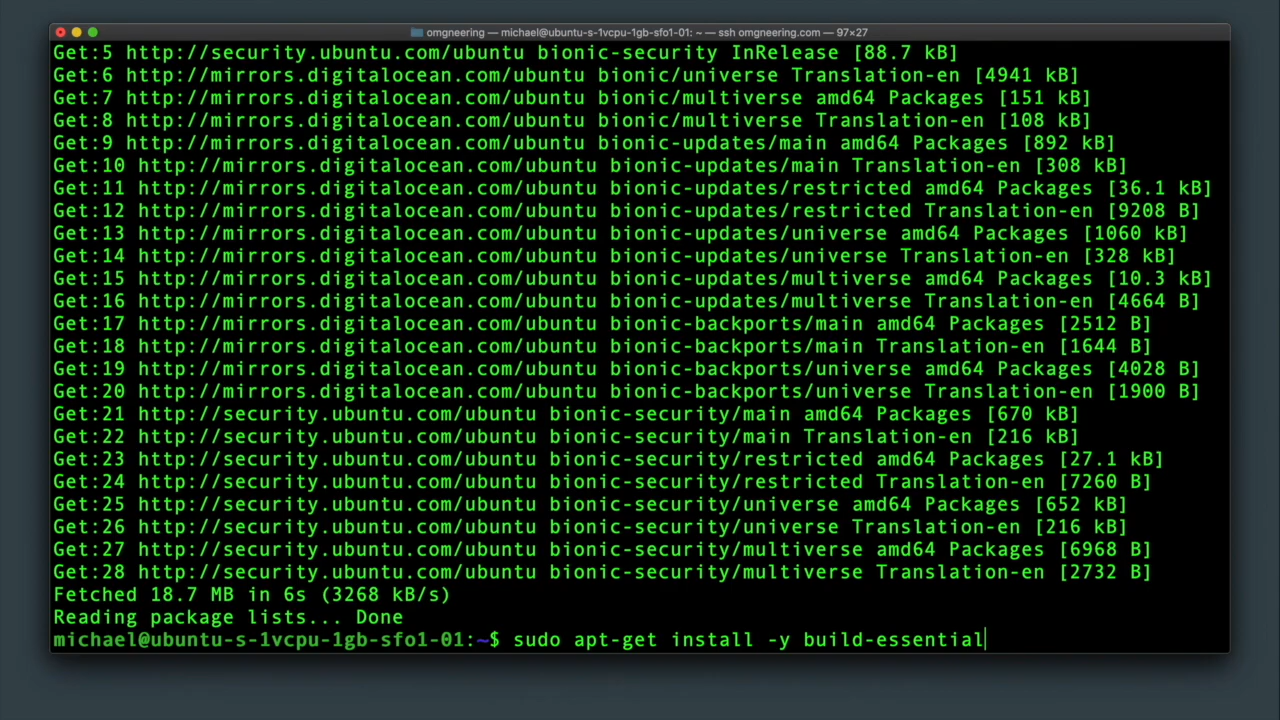 omgneering — michael@ubuntu-s-1vcpu-1gb-sfo1-01: ~ — ssh omgneering.com — 97×27
Get:5 http://security.ubuntu.com/ubuntu bionic-security InRelease [88.7 kB]
Get:6 http://mirrors.digitalocean.com/ubuntu bionic/universe Translation-en [4941 kB]
Get:7 http://mirrors.digitalocean.com/ubuntu bionic/multiverse amd64 Packages [151 kB]
Get:8 http://mirrors.digitalocean.com/ubuntu bionic/multiverse Translation-en [108 kB]
Get:9 http://mirrors.digitalocean.com/ubuntu bionic-updates/main amd64 Packages [892 kB]
Get:10 http://mirrors.digitalocean.com/ubuntu bionic-updates/main Translation-en [308 kB]
Get:11 http://mirrors.digitalocean.com/ubuntu bionic-updates/restricted amd64 Packages [36.1 kB]
Get:12 http://mirrors.digitalocean.com/ubuntu bionic-updates/restricted Translation-en [9208 B]
Get:13 http://mirrors.digitalocean.com/ubuntu bionic-updates/universe amd64 Packages [1060 kB]
Get:14 http://mirrors.digitalocean.com/ubuntu bionic-updates/universe Translation-en [328 kB]
Get:15 http://mirrors.digitalocean.com/ubuntu bionic-updates/multiverse amd64 Packages [10.3 kB]
Get:16 http://mirrors.digitalocean.com/ubuntu bionic-updates/multiverse Translation-en [4664 B]
Get:17 http://mirrors.digitalocean.com/ubuntu bionic-backports/main amd64 Packages [2512 B]
Get:18 http://mirrors.digitalocean.com/ubuntu bionic-backports/main Translation-en [1644 B]
Get:19 http://mirrors.digitalocean.com/ubuntu bionic-backports/universe amd64 Packages [4028 B]
Get:20 http://mirrors.digitalocean.com/ubuntu bionic-backports/universe Translation-en [1900 B]
Get:21 http://security.ubuntu.com/ubuntu bionic-security/main amd64 Packages [670 kB]
Get:22 http://security.ubuntu.com/ubuntu bionic-security/main Translation-en [216 kB]
Get:23 http://security.ubuntu.com/ubuntu bionic-security/restricted amd64 Packages [27.1 kB]
Get:24 http://security.ubuntu.com/ubuntu bionic-security/restricted Translation-en [7260 B]
Get:25 http://security.ubuntu.com/ubuntu bionic-security/universe amd64 Packages [652 kB]
Get:26 http://security.ubuntu.com/ubuntu bionic-security/universe Translation-en [216 kB]
Get:27 http://security.ubuntu.com/ubuntu bionic-security/multiverse amd64 Packages [6968 B]
Get:28 http://security.ubuntu.com/ubuntu bionic-security/multiverse Translation-en [2732 B]
Fetched 18.7 MB in 6s (3268 kB/s)
Reading package lists... Done
michael@ubuntu-s-1vcpu-1gb-sfo1-01:~$ sudo apt-get install -y build-essential